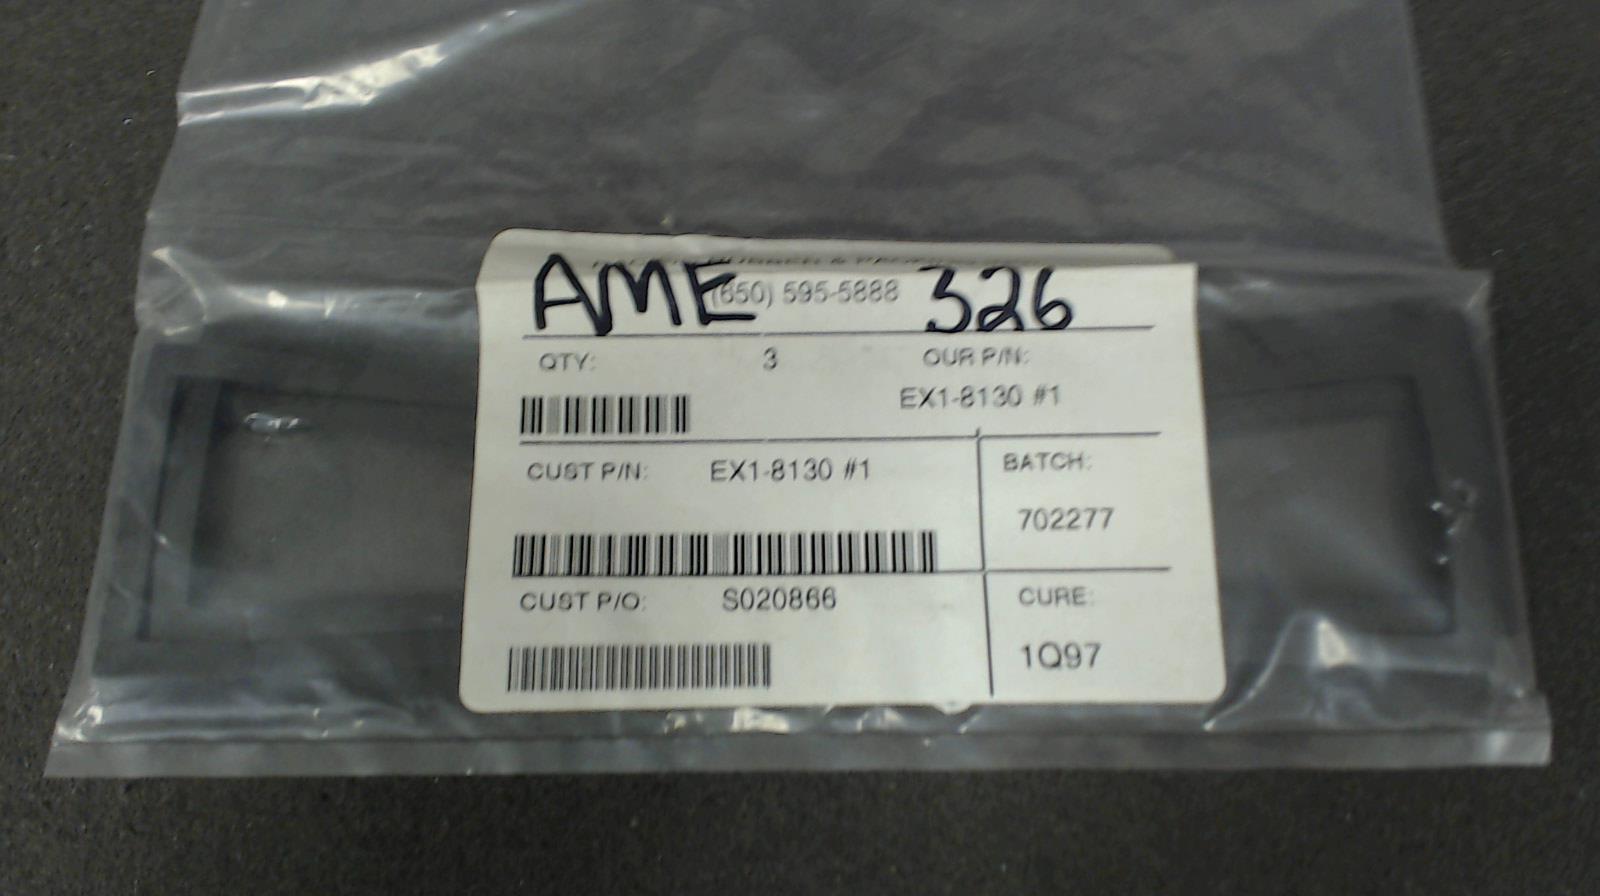 RUBBER &
AME (650) 595-5888 326
QTY: 3 OUR P/N:
EX1-8130 #1
CUST P/N: EX1-8130 #1 BATCH:
702277
CUST P/O: S020866 CURE:
1Q97